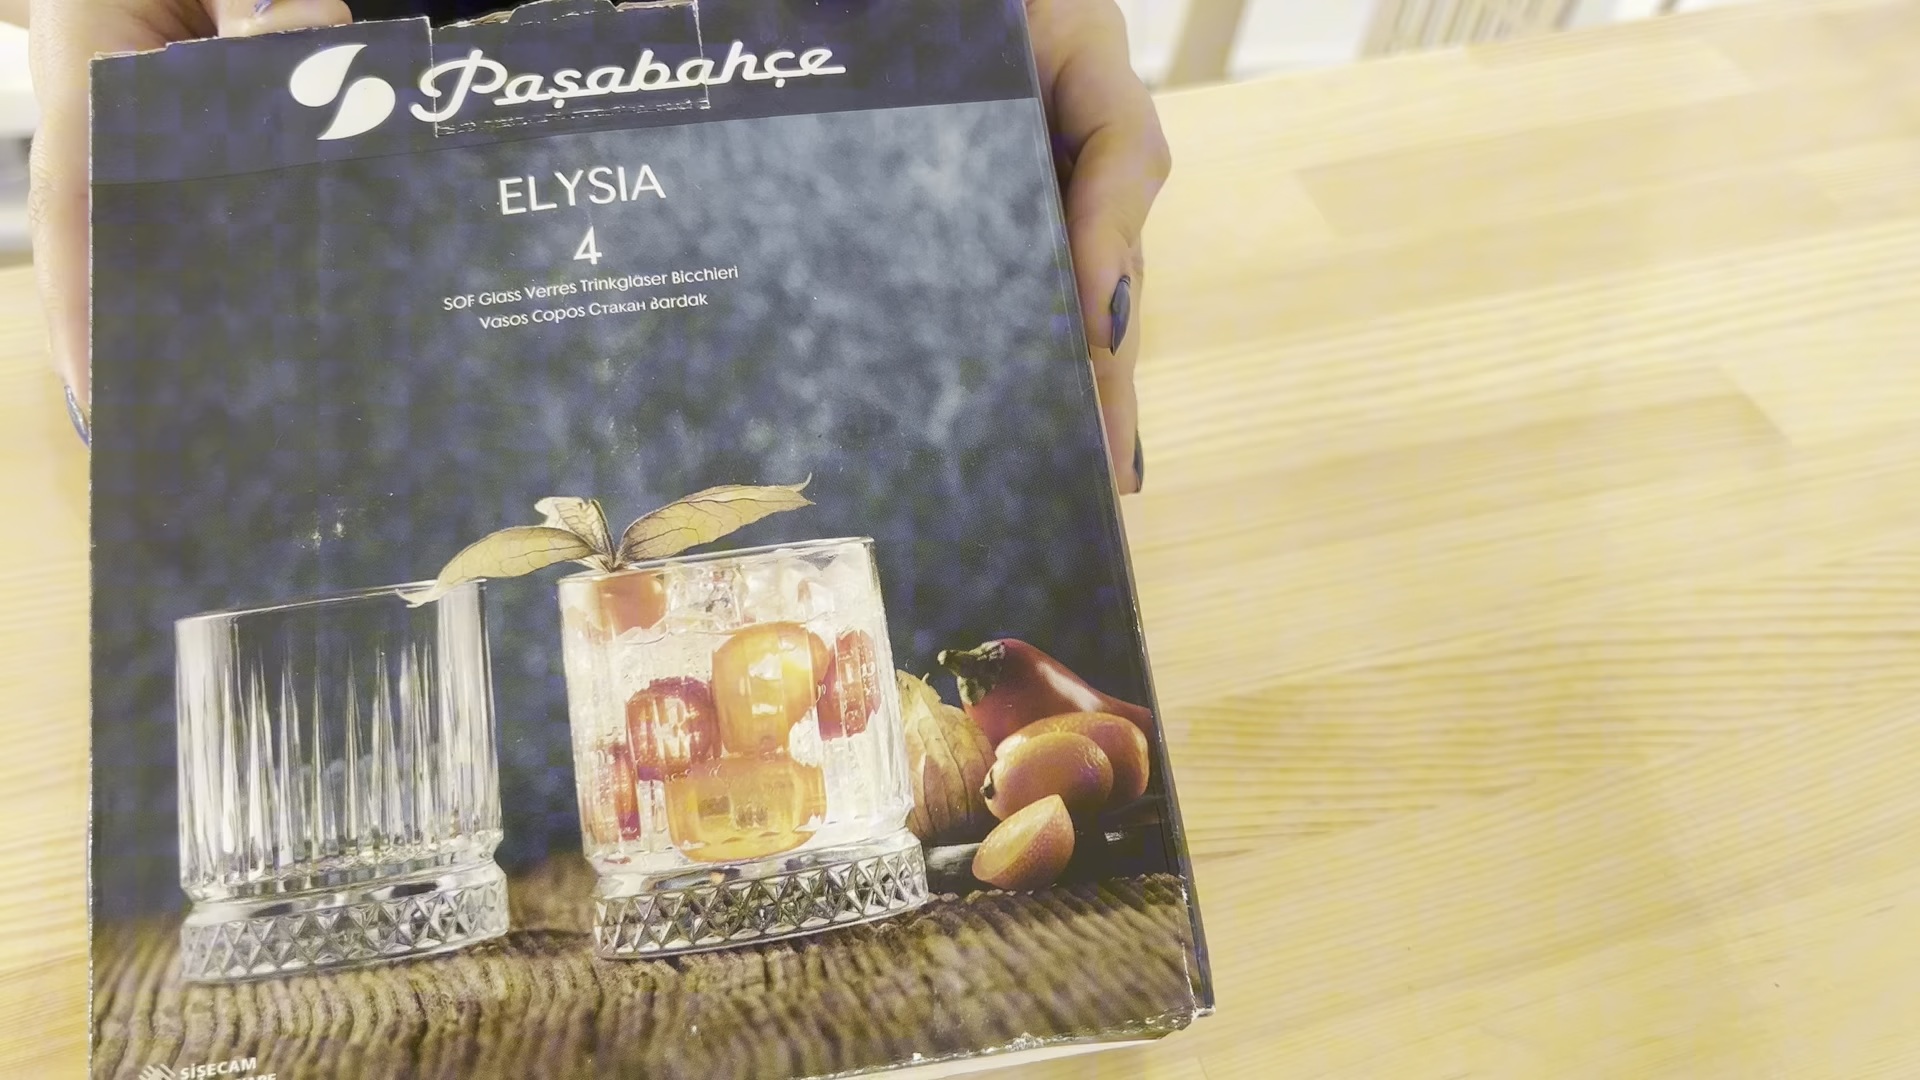 Paşabahçe
ELYSIA
4
SOF Glass Verres Trinkgläser Bicchieri
Vasos Copos Стакан Bardak
ŞİŞECAM